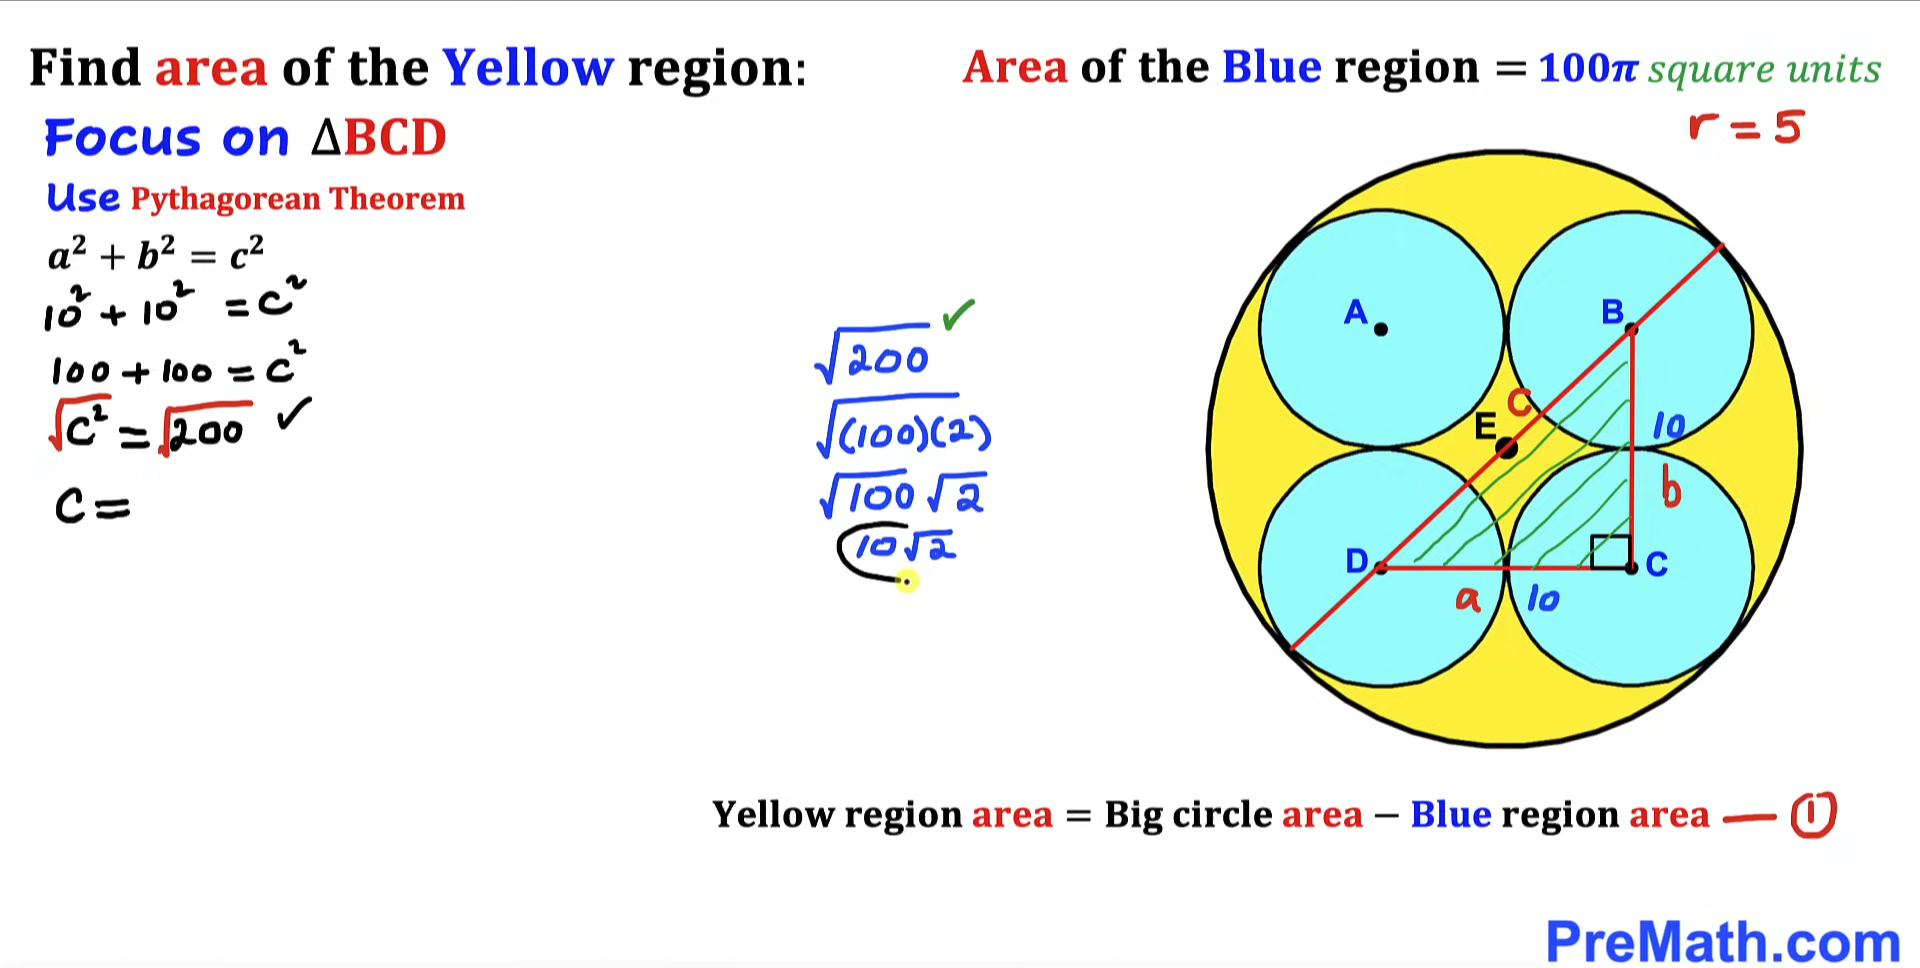 Find area of the Yellow region:
Area of the Blue region = 100π square units
r = 5
Focus on ΔBCD
Use Pythagorean Theorem
a² + b² = c²
10² + 10² = c²
100 + 100 = c²
√c² = √200 ✓
c =
√200 ✓
√(100)(2)
√100 √2
10√2
A
B
C
E
10
b
D
C
a
10
Yellow region area = Big circle area − Blue region area — ①
PreMath.com